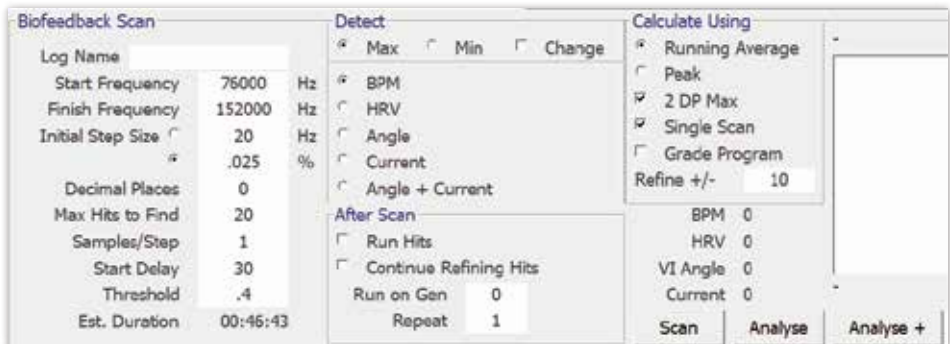 Biofeedback Scan
Log Name
Start Frequency 76000 Hz
Finish Frequency 152000 Hz
Initial Step Size 20 Hz
.025 %
Decimal Places 0
Max Hits to Find 20
Samples/Step 1
Start Delay 30
Threshold .4
Est. Duration 00:46:43
Detect
Max Min Change
BPM
HRV
Angle
Current
Angle + Current
After Scan
Run Hits
Continue Refining Hits
Run on Gen 0
Repeat 1
Calculate Using
Running Average
Peak
2 DP Max
Single Scan
Grade Program
Refine +/- 10
BPM 0
HRV 0
VI Angle 0
Current 0
Scan Analyse Analyse +
-
-